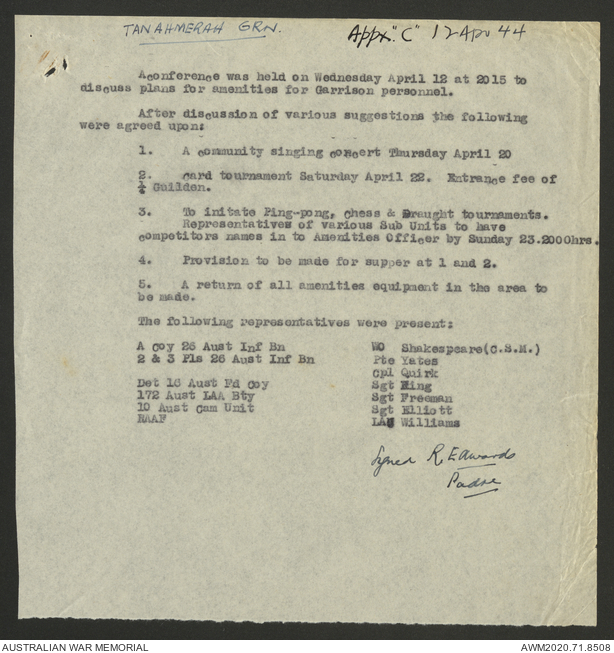 TANAHMERAH GRN.
Appx "C" 12 Apr 44
Aconference was held on Wednesday April 12 at 2015 to
discuss plans for amenities for Garrison personnel.
After discussion of various suggestions the following
were agreed upon:
1. A community singing concert Thursday April 20
2. card tournament Saturday April 22. Entrance fee of
½ Guilden.
3. To initate Ping-pong, chess & Draught tournaments.
Representatives of various Sub Units to have
competitors names in to Amenities Officer by Sunday 23.2000hrs.
4. Provision to be made for supper at 1 and 2.
5. A return of all amenities equipment in the area to
be made.
The following representatives were present:
A coy 26 Aust Inf Bn WO Shakespeare(C.S.M.)
2 & 3 Pls 26 Aust Inf Bn Pte Yates
Cpl Quirk
Det 16 Aust Fd Coy Sgt King
172 Aust LAA Bty Sgt Freeman
10 Aust Cam Unit Sgt Elliott
RAAF Williams
Signed R Edwards
Padre
AUSTRALIAN WAR MEMORIAL AWM2020.71.8508